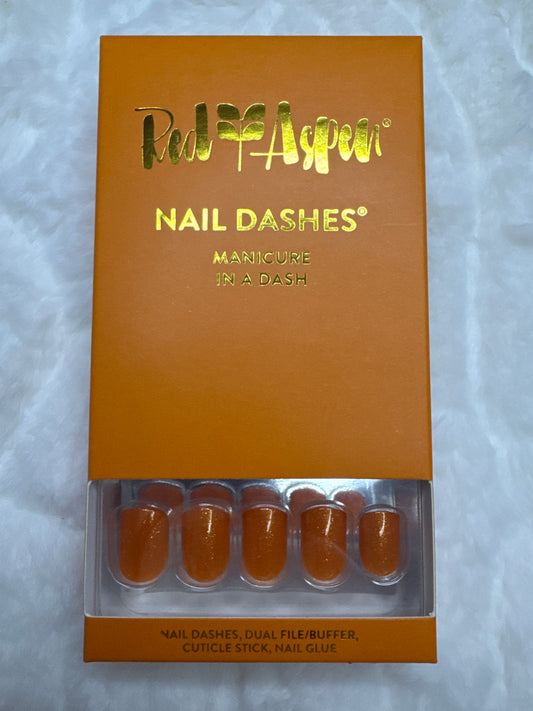 Red Aspen®
NAIL DASHES®
MANICURE
IN A DASH
NAIL DASHES, DUAL FILE/BUFFER,
CUTICLE STICK, NAIL GLUE